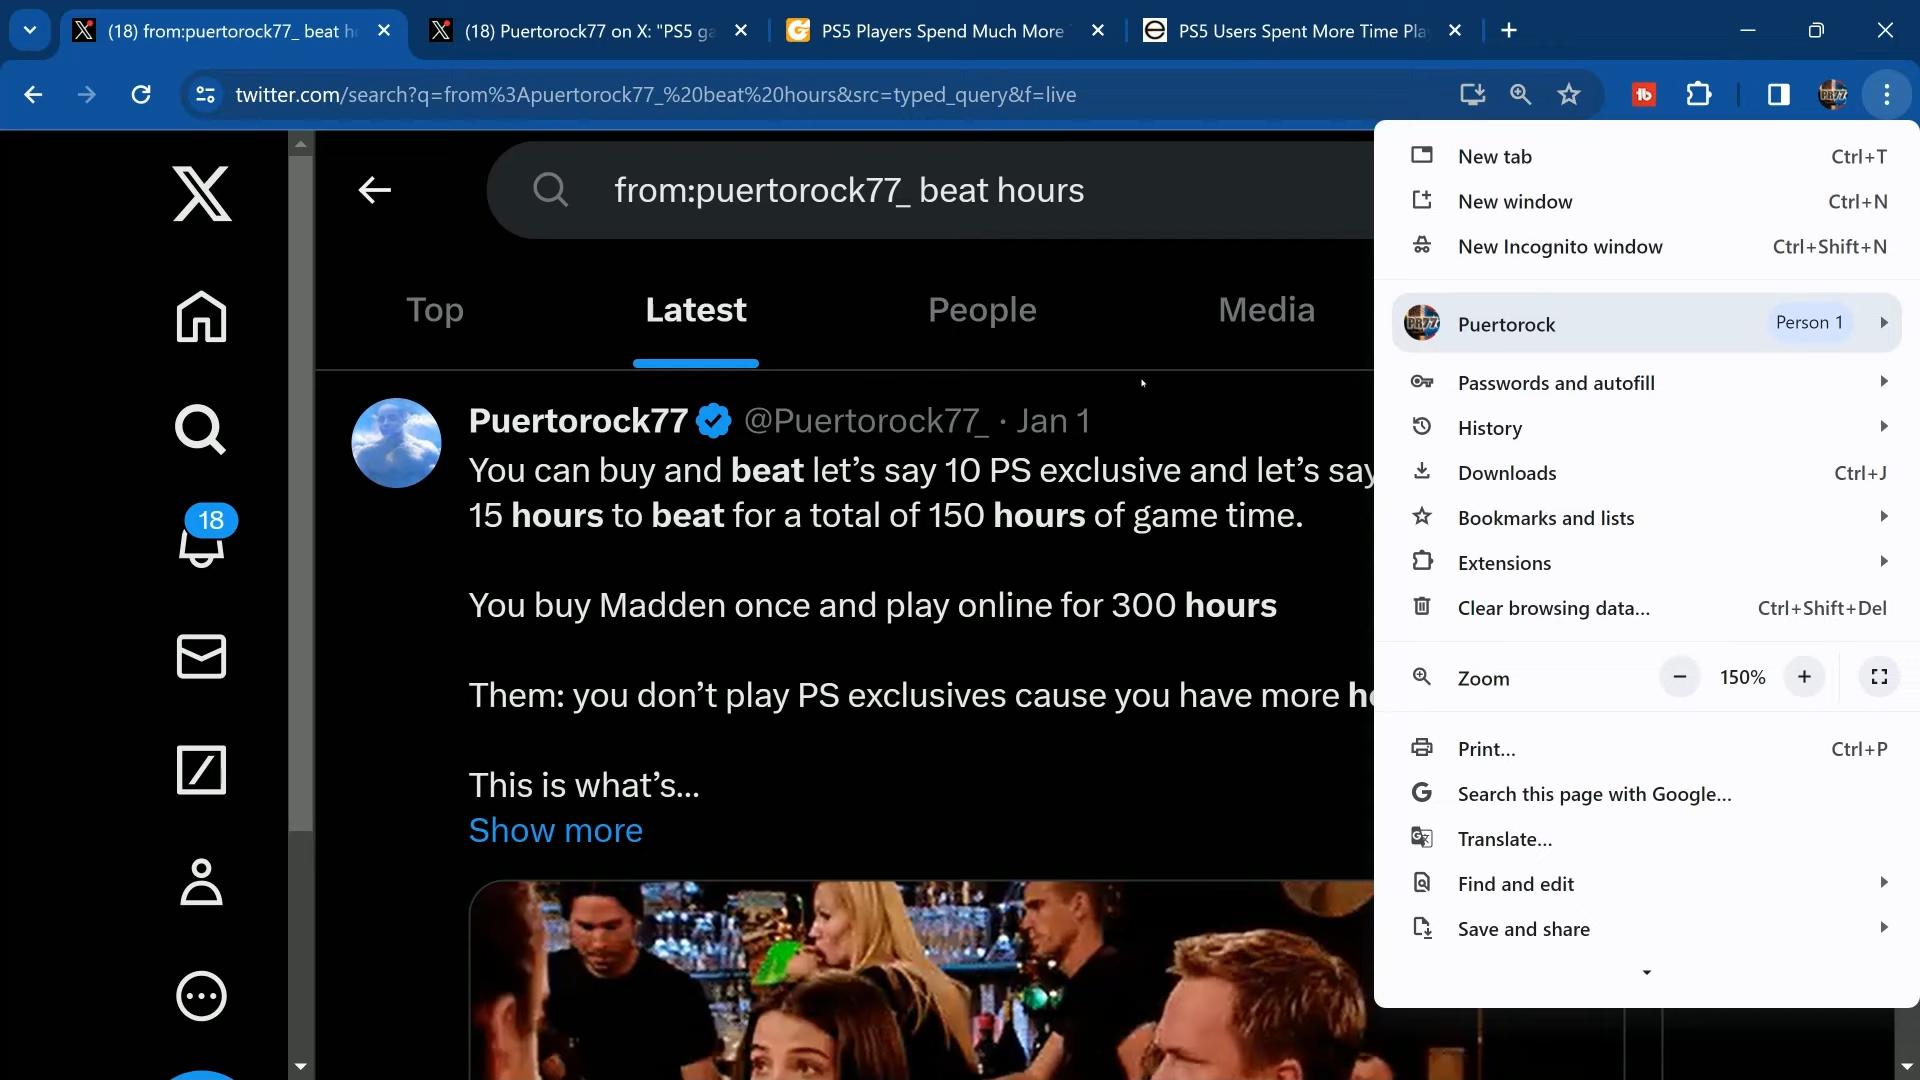 (18) from:puertorock77_ beat h
(18) Puertorock77 on X: "PS5 ga
PS5 Players Spend Much More T
PS5 Users Spent More Time Pla
twitter.com/search?q=from%3Apuertorock77_%20beat%20hours&src=typed_query&f=live
from:puertorock77_ beat hours
Top
Latest
People
Media
18
Puertorock77 @Puertorock77_ · Jan 1
You can buy and beat let’s say 10 PS exclusive and let’s say
15 hours to beat for a total of 150 hours of game time.
You buy Madden once and play online for 300 hours
Them: you don’t play PS exclusives cause you have more h
This is what’s...
Show more
New tab Ctrl+T
New window Ctrl+N
New Incognito window Ctrl+Shift+N
PR77
Puertorock Person 1
Passwords and autofill
History
Downloads Ctrl+J
Bookmarks and lists
Extensions
Clear browsing data... Ctrl+Shift+Del
Zoom − 150% +
Print... Ctrl+P
Search this page with Google...
Translate...
Find and edit
Save and share